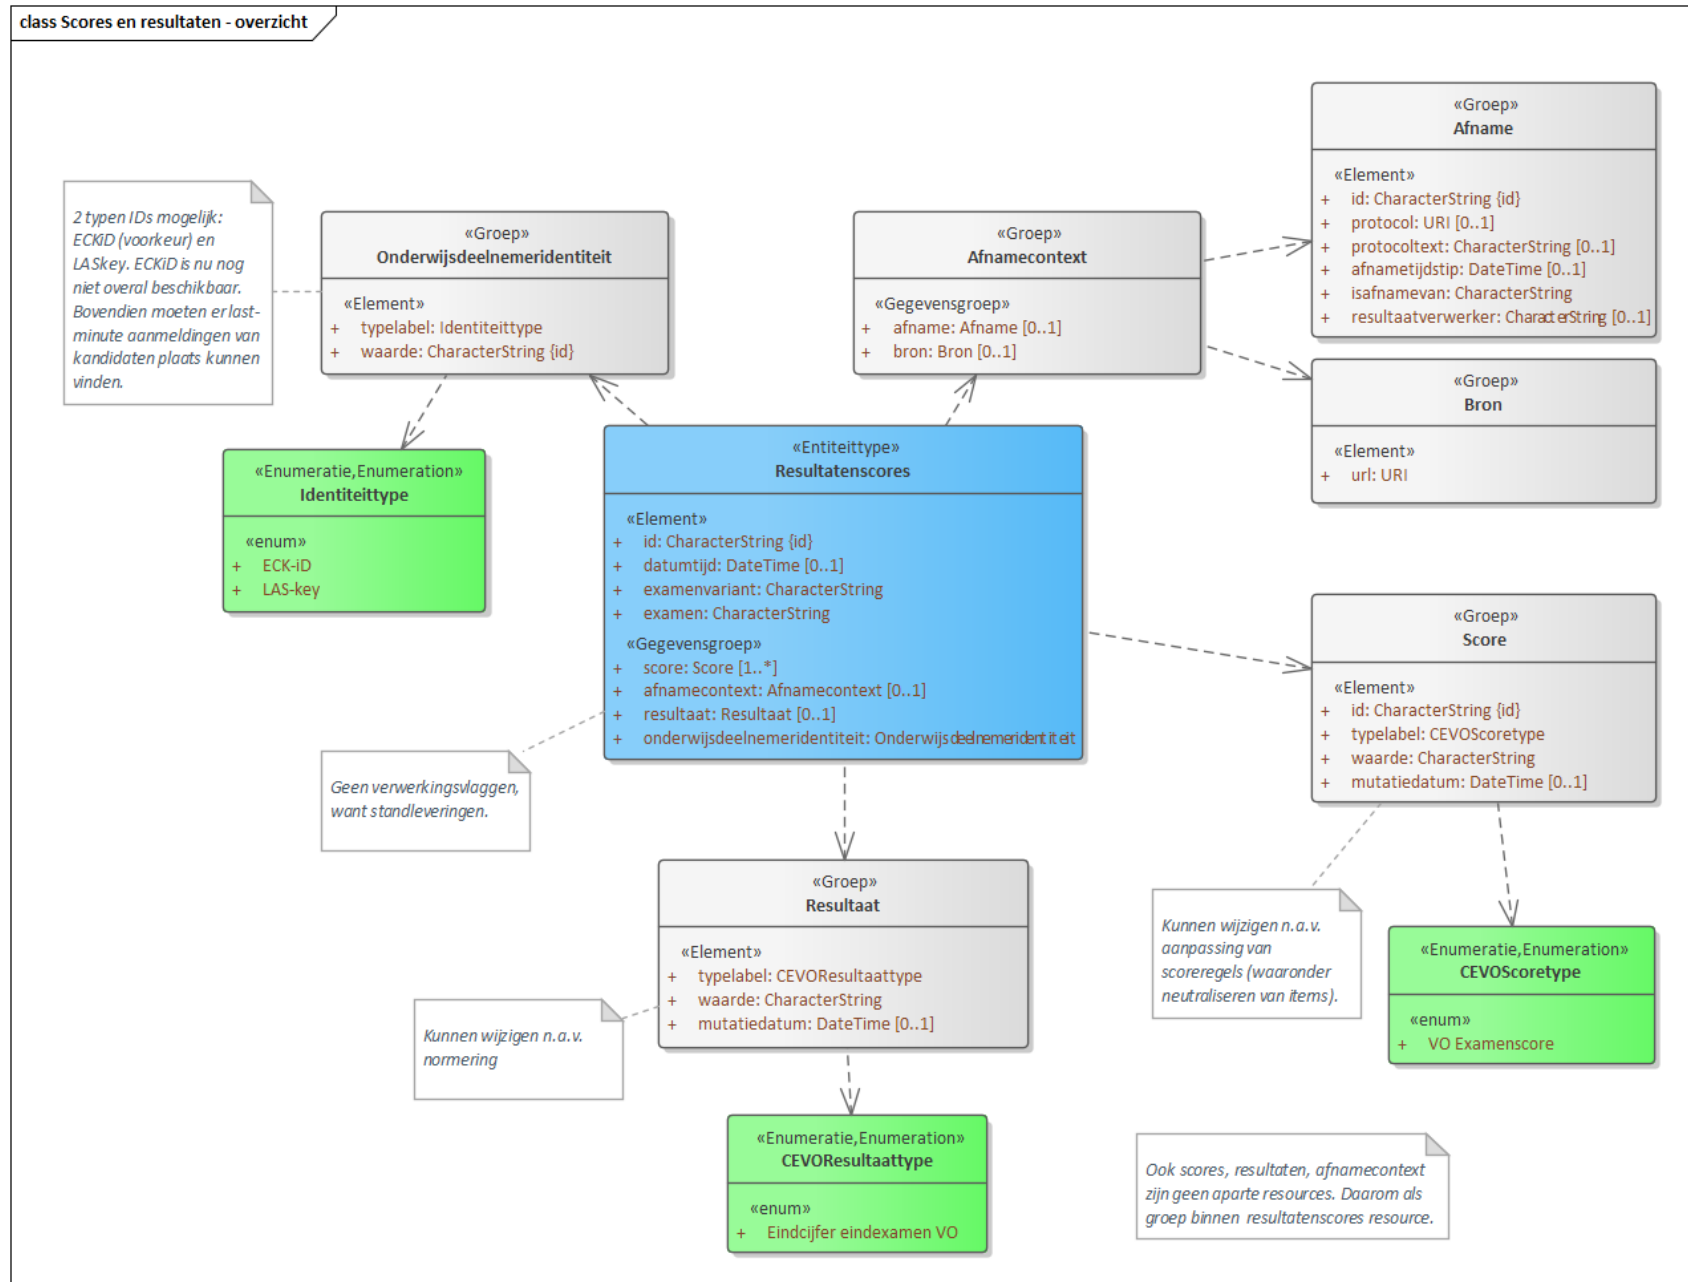 class Scores en resultaten - overzicht
«Groep»
Afname
«Element»
+ id: CharacterString {id}
+ protocol: URI [0..1]
+ protocoltext: CharacterString [0..1]
+ afnametijdstip: DateTime [0..1]
+ isafnamevan: CharacterString
+ resultaatverwerker: CharacterString [0..1]
2 typen IDs mogelijk:
ECKiD (voorkeur) en
LASkey. ECKiD is nu nog
niet overal beschikbaar.
Bovendien moeten er last-
minute aanmeldingen van
kandidaten plaats kunnen
vinden.
«Groep»
Onderwijsdeelnemeridentiteit
«Element»
+ typelabel: Identiteittype
+ waarde: CharacterString {id}
«Groep»
Afnamecontext
«Gegevensgroep»
+ afname: Afname [0..1]
+ bron: Bron [0..1]
«Groep»
Bron
«Element»
+ url: URI
«Enumeratie,Enumeration»
Identiteittype
«enum»
+ ECK-iD
+ LAS-key
«Entiteittype»
Resultatenscores
«Element»
+ id: CharacterString {id}
+ datumtijd: DateTime [0..1]
+ examenvariant: CharacterString
+ examen: CharacterString
«Gegevensgroep»
+ score: Score [1..*]
+ afnamecontext: Afnamecontext [0..1]
+ resultaat: Resultaat [0..1]
+ onderwijsdeelnemeridentiteit: Onderwijsdeelnemeridentiteit
«Groep»
Score
«Element»
+ id: CharacterString {id}
+ typelabel: CEVOScoretype
+ waarde: CharacterString
+ mutatiedatum: DateTime [0..1]
Geen verwerkingsvlaggen,
want standleveringen.
«Groep»
Resultaat
«Element»
+ typelabel: CEVOResultaattype
+ waarde: CharacterString
+ mutatiedatum: DateTime [0..1]
Kunnen wijzigen n.a.v.
aanpassing van
scoreregels (waaronder
neutraliseren van items).
«Enumeratie,Enumeration»
CEVOScoretype
«enum»
+ VO Examenscore
Kunnen wijzigen n.a.v.
normering
«Enumeratie,Enumeration»
CEVOResultaattype
«enum»
+ Eindcijfer eindexamen VO
Ook scores, resultaten, afnamecontext
zijn geen aparte resources. Daarom als
groep binnen resultatenscores resource.